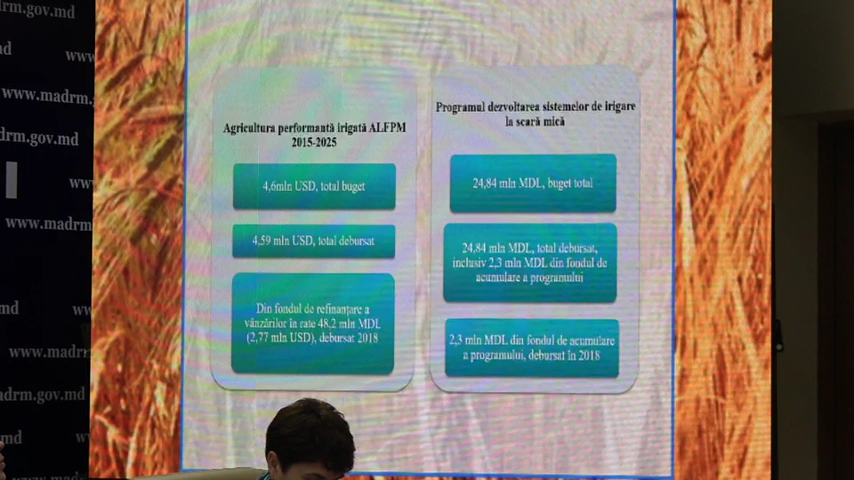 rm.gov.md
www
www.madrm.
drm.gov.md
www
www.madrm
md
www.
www.madrm
adrm.gov.md
md
www
Agricultura performantă irigată ALFPM
2015-2025
4,6mln USD, total buget
4,59 mln USD, total debursat
Din fondul de refinanțare a
vânzărilor în rate 48,2 mln MDL
(2,77 mln USD), debursat 2018
Programul dezvoltarea sistemelor de irigare
la scară mică
24,84 mln MDL, buget total
24,84 mln MDL, total debursat,
inclusiv 2,3 mln MDL din fondul de
acumulare a programului
2,3 mln MDL din fondul de acumulare
a programului, debursat în 2018